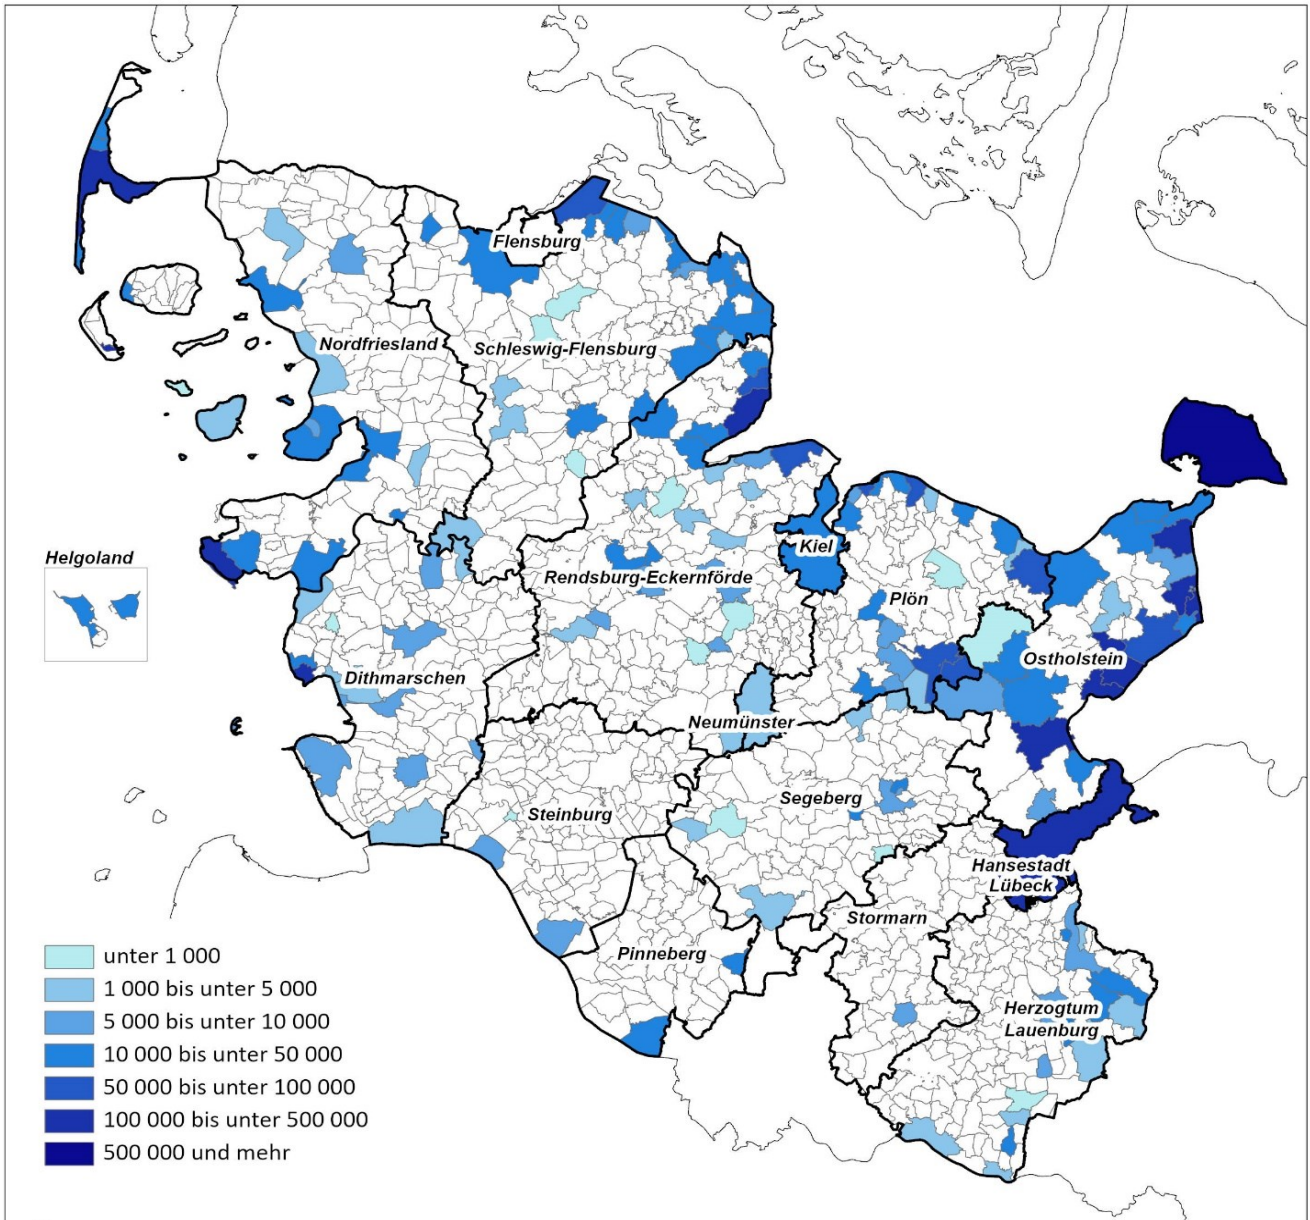 Flensburg
Nordfriesland
Schleswig-Flensburg
Helgoland
Kiel
Rendsburg-Eckernförde
Plön
Ostholstein
Dithmarschen
Neumünster
Segeberg
Steinburg
Hansestadt
Lübeck
Stormarn
Pinneberg
Herzogtum
Lauenburg
unter 1 000
1 000 bis unter 5 000
5 000 bis unter 10 000
10 000 bis unter 50 000
50 000 bis unter 100 000
100 000 bis unter 500 000
500 000 und mehr